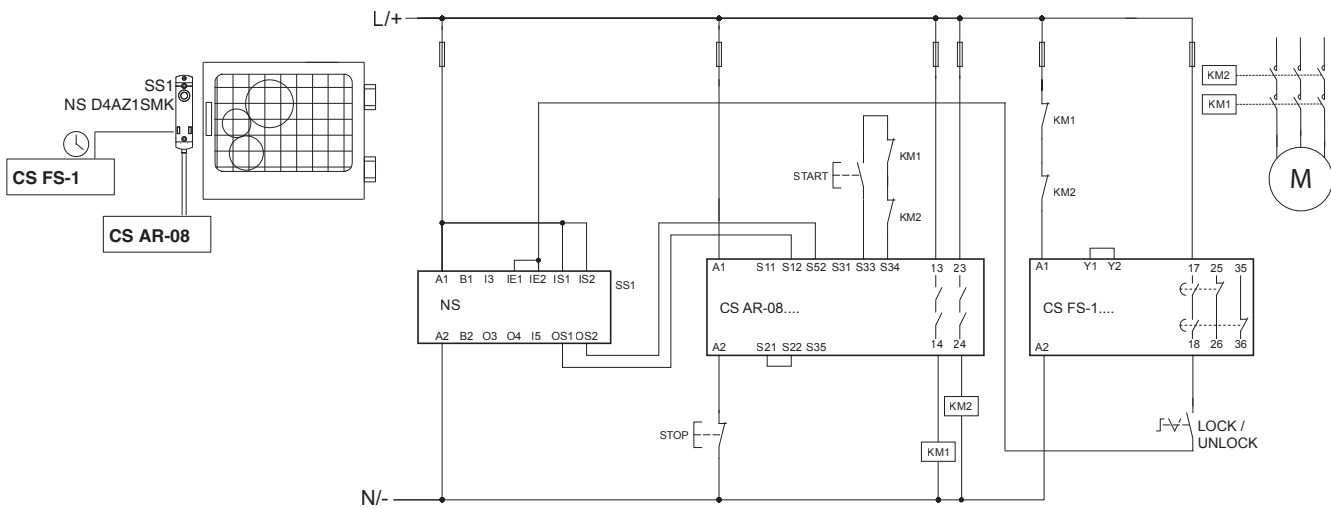 L/+
SS1
NS D4AZ1SMK
CS FS-1
CS AR-08
KM2
KM1
M
KM1
KM2
START
KM1
KM2
A1 B1 I3 IE1 IE2 IS1 IS2
SS1
NS
A2 B2 O3 O4 I5 OS1 OS2
A1 S11 S12 S52 S31 S33 S34 13 23
CS AR-08....
A2 S21 S22 S35 14 24
A1 Y1 Y2 17 25 35
CS FS-1....
A2 18 26 36
STOP
KM2
KM1
LOCK /
UNLOCK
N/-